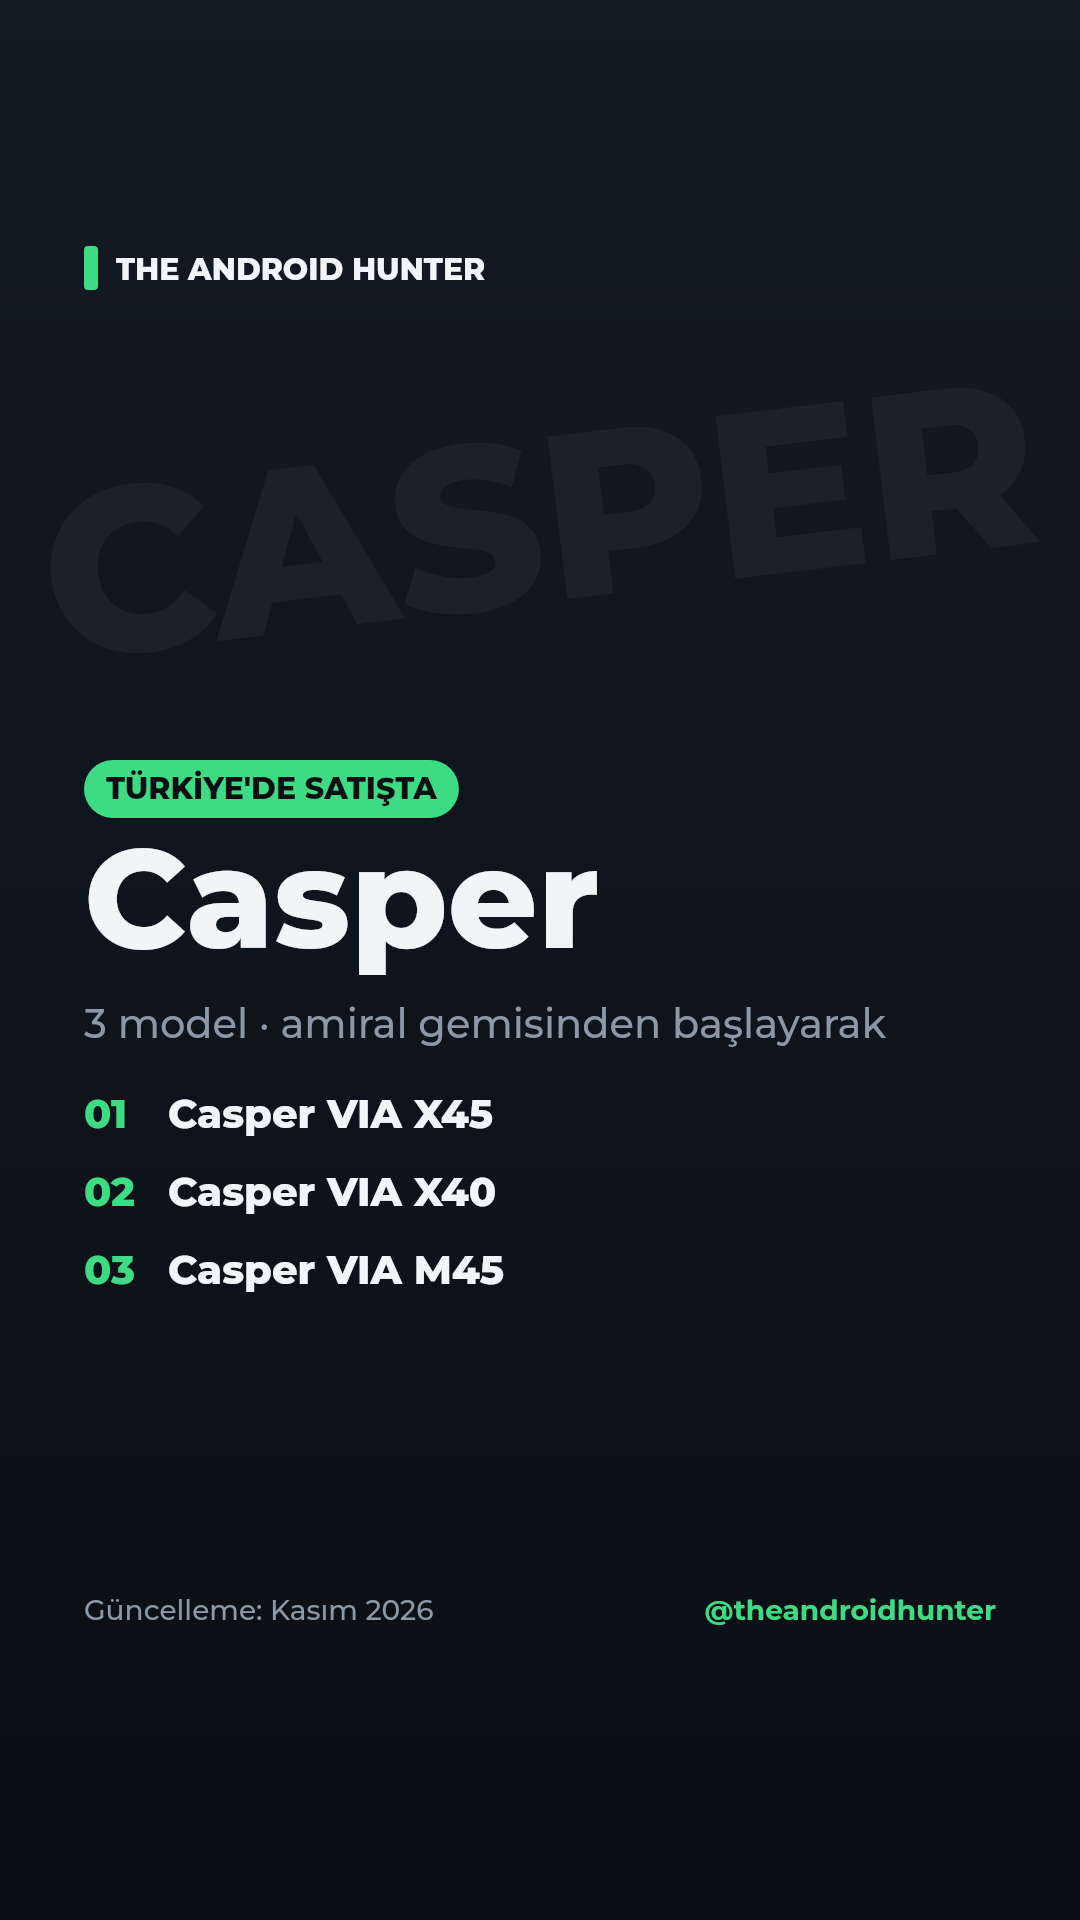 THE ANDROID HUNTER
CASPER
TÜRKİYE'DE SATIŞTA
Casper
3 model · amiral gemisinden başlayarak
01 Casper VIA X45
02 Casper VIA X40
03 Casper VIA M45
Güncelleme: Kasım 2026 @theandroidhunter